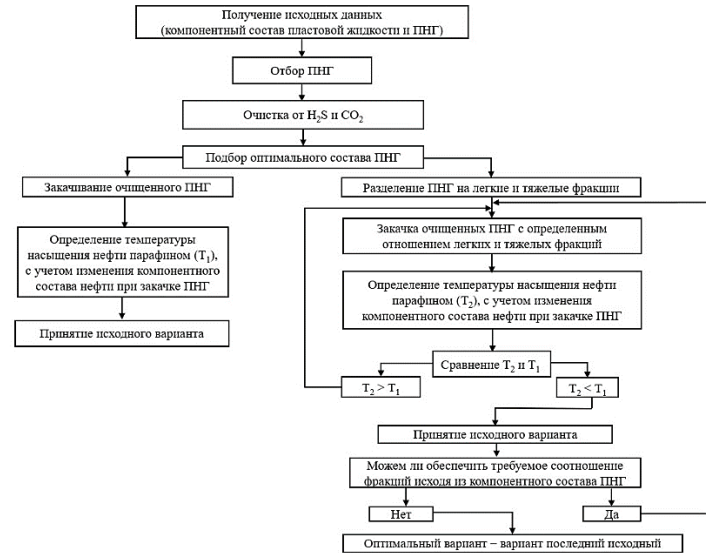 Получение исходных данных
(компонентный состав пластовой жидкости и ПНГ)
Отбор ПНГ
Очистка от H₂S и CO₂
Подбор оптимального состава ПНГ
Закачивание очищенного ПНГ
Определение температуры
насыщения нефти парафином (T₁),
с учетом изменения компонентного
состава нефти при закачке ПНГ
Принятие исходного варианта
Разделение ПНГ на легкие и тяжелые фракции
Закачка очищенных ПНГ с определенным
отношением легких и тяжелых фракций
Определение температуры насыщения нефти
парафином (T₂), с учетом изменения
компонентного состава нефти при закачке ПНГ
Сравнение T₂ и T₁
T₂ > T₁
T₂ < T₁
Принятие исходного варианта
Можем ли обеспечить требуемое соотношение
фракций исходя из компонентного состава ПНГ
Нет
Да
Оптимальный вариант – вариант последний исходный